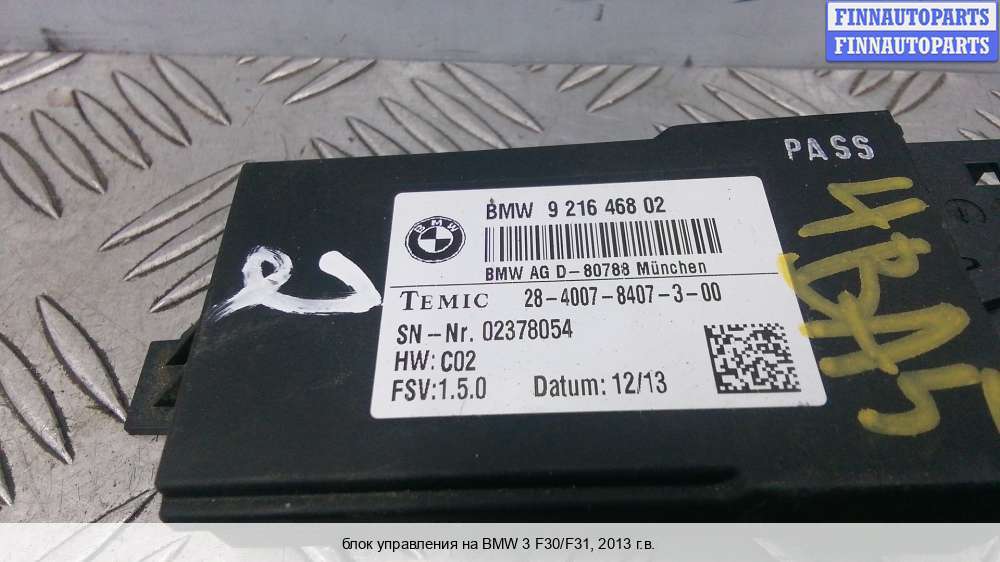 FINNAUTOPARTS
FINNAUTOPARTS
PASS
BMW 9 216 468 02
BMW
BMW AG D-80788 München
TEMIC 28-4007-8407-3-00
SN-Nr. 02378054
HW: C02
FSV:1.5.0 Datum: 12/13
блок управления на BMW 3 F30/F31, 2013 г.в.